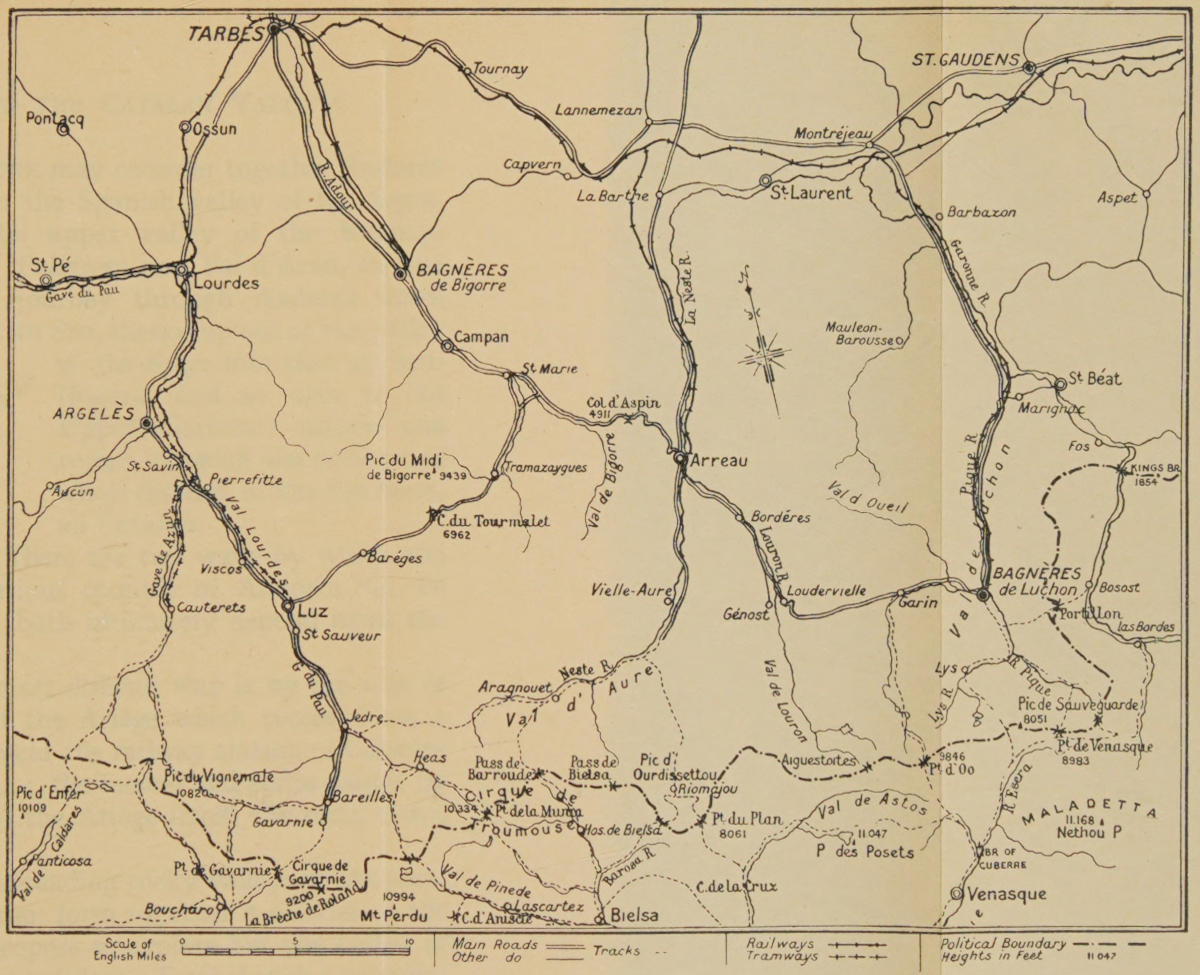 TARBES
Tournay
ST. GAUDENS
Pontacq
Ossun
Lannemezan
Montréjeau
R. Adour
Capvern
La Barthe
St. Laurent
Aspet
Barbazon
St. Pé
Gave du Pau
Lourdes
BAGNÈRES
de Bigorre
La Neste R.
Garonne R.
Campan
Mauleon-
Barousse
St Marie
St. Béat
ARGELÈS
Col d'Aspin
4911
Marignac
St Savin
Pic du Midi
de Bigorre 9439
Tramazaygues
Val de Bigorre
Arreau
Fos
KINGS BR.
1854
Aucun
Pierrefitte
Val d Oueil
Pique R.
Val de Luchon
Gave de Azun
Val Lourdes
C. du Tourmalet
6962
Bordéres
Viscos
Baréges
Louron R.
BAGNÈRES
de Luchon
Bosost
Cauterets
Luz
Vielle-Aure
Génost
Loudervielle
Garin
Portillon
las Bordes
St Sauveur
G. du Pau
Neste R.
Aragnouet
Val d' Aure
Val de Louron
Lys
Lys R.
R. Pique
Pic de Sauveguarde
8051
Jedre
Heas
Pass de
Barroude
Pass de
Bielsa
Pic d'
Ourdissettou
Aiguestortes
9846
Pt d'Oo
Pt de Venasque
8983
Pic du Vignemale
10820
Pic d'Enfer
10109
Bareilles
Gavarnie
10,334
Cirque de
Troumouse
Pt. de la Munia
Riomajou
Hos. de Bielsa
Pt du Plan
8061
Val de Astos
11 047
P des Posets
R. Esera
MALADETTA
11.168
Nethou P
Val de Caldares
Panticosa
Pt. de Gavarnie
Cirque de
Gavarnie
9200
La Brèche de Roland
Barosa R
BR OF
CUBERRE
Val de Pinede
C. de la Cruz
Venasque
Boucharo
10994
Mt Perdu
Lascartez
C. d'Aniscle
Bielsa
e
Scale of
English Miles
0 5 10
Main Roads
Other do
Tracks
Railways
Tramways
Political Boundary
Heights in Feet 11 047